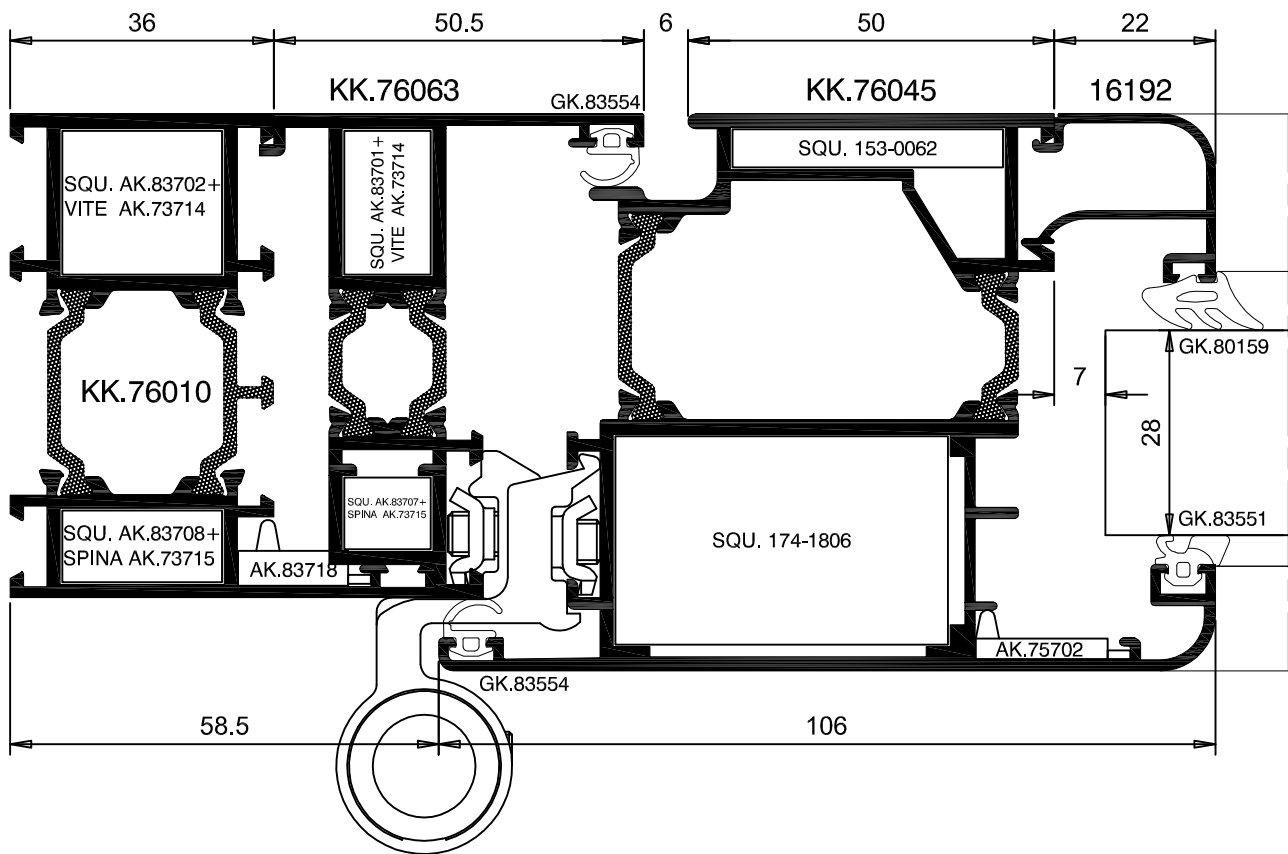 36
50.5
6
50
22
KK.76063
KK.76045
16192
GK.83554
SQU. 153-0062
SQU. AK.83702+
VITE AK.73714
SQU. AK.83701+
VITE AK.73714
KK.76010
GK.80159
7
28
GK.83551
SQU. AK.83707+
SPINA AK.73715
SQU. AK.83708+
SPINA AK.73715
SQU. 174-1806
AK.83718
AK.75702
GK.83554
58.5
106